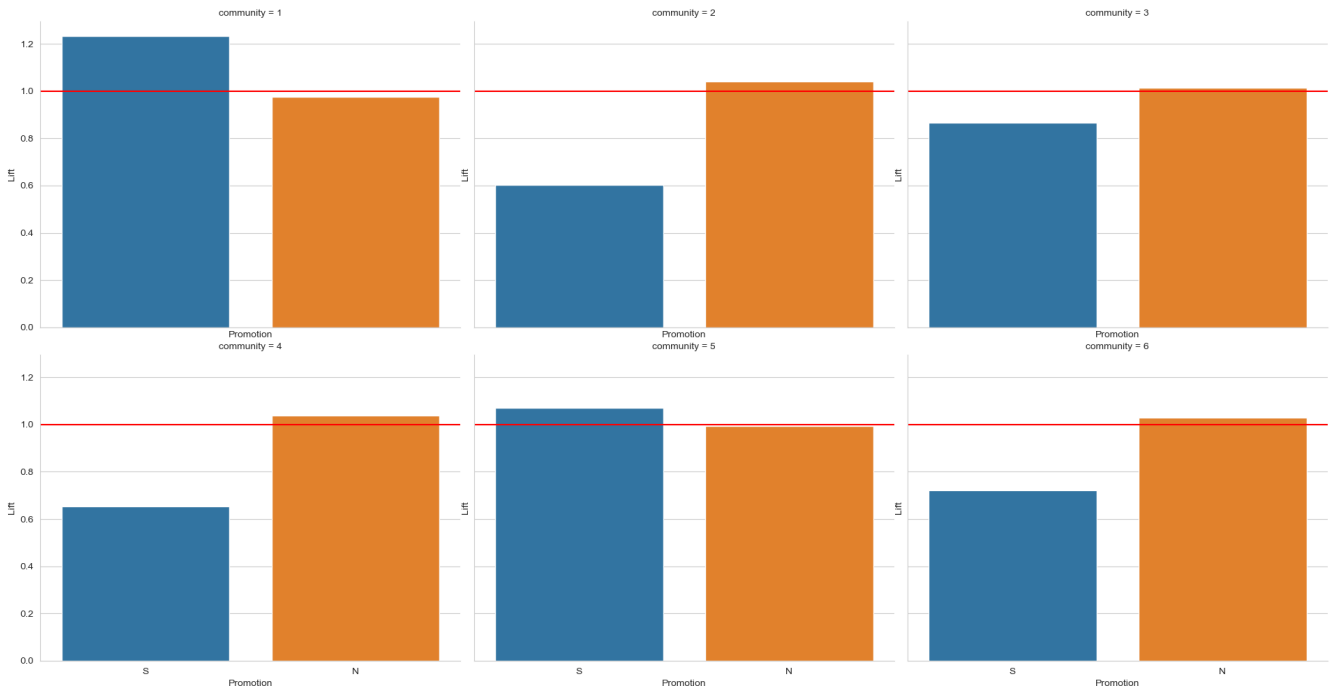 community = 1
community = 2
community = 3
1.2
1.0
0.8
0.6
0.4
0.2
0.0
Lift
Lift
Lift
Promotion
Promotion
Promotion
community = 4
community = 5
community = 6
1.2
1.0
0.8
0.6
0.4
0.2
0.0
Lift
Lift
Lift
S
N
S
N
S
N
Promotion
Promotion
Promotion